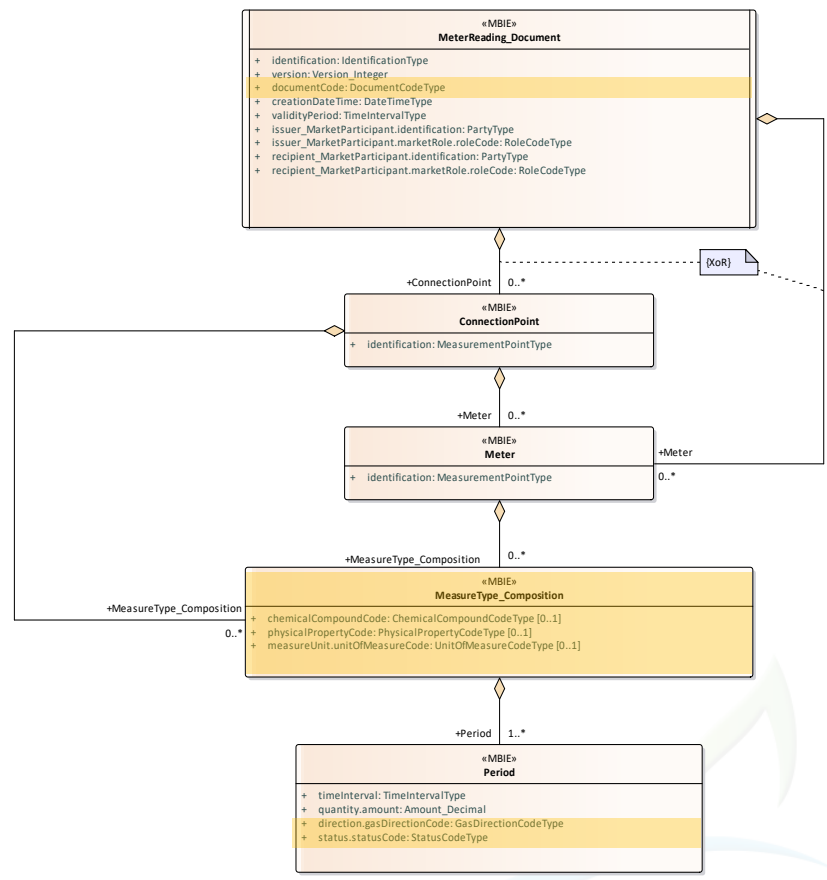 «MBIE»
MeterReading_Document
+ identification: IdentificationType
+ version: Version_Integer
+ documentCode: DocumentCodeType
+ creationDateTime: DateTimeType
+ validityPeriod: TimeIntervalType
+ issuer_MarketParticipant.identification: PartyType
+ issuer_MarketParticipant.marketRole.roleCode: RoleCodeType
+ recipient_MarketParticipant.identification: PartyType
+ recipient_MarketParticipant.marketRole.roleCode: RoleCodeType
{XoR}
+ConnectionPoint 0..*
«MBIE»
ConnectionPoint
+ identification: MeasurementPointType
+Meter 0..*
«MBIE»
Meter
+ identification: MeasurementPointType
+Meter
0..*
+MeasureType_Composition 0..*
«MBIE»
MeasureType_Composition
+ chemicalCompoundCode: ChemicalCompoundCodeType [0..1]
+ physicalPropertyCode: PhysicalPropertyCodeType [0..1]
+ measureUnit.unitOfMeasureCode: UnitOfMeasureCodeType [0..1]
+MeasureType_Composition
0..*
+Period 1..*
«MBIE»
Period
+ timeInterval: TimeIntervalType
+ quantity.amount: Amount_Decimal
+ direction.gasDirectionCode: GasDirectionCodeType
+ status.statusCode: StatusCodeType